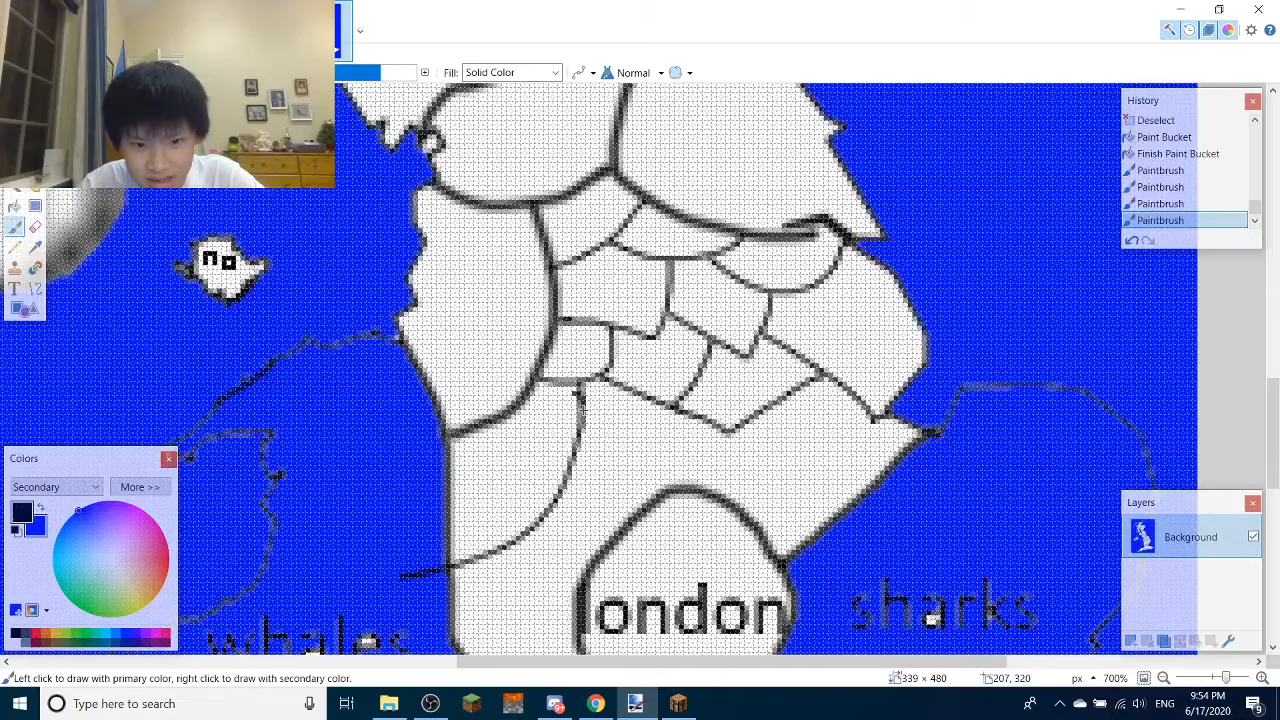 Fill:
Solid Color
Normal
History
Deselect
Paint Bucket
Finish Paint Bucket
Paintbrush
Paintbrush
Paintbrush
Paintbrush
no
Colors
Secondary
More >>
Layers
Background
ondon
sharks
whales
Left click to draw with primary color, right click to draw with secondary color.
339 × 480
207, 320
px
700%
Type here to search
ENG
9:54 PM
6/17/2020